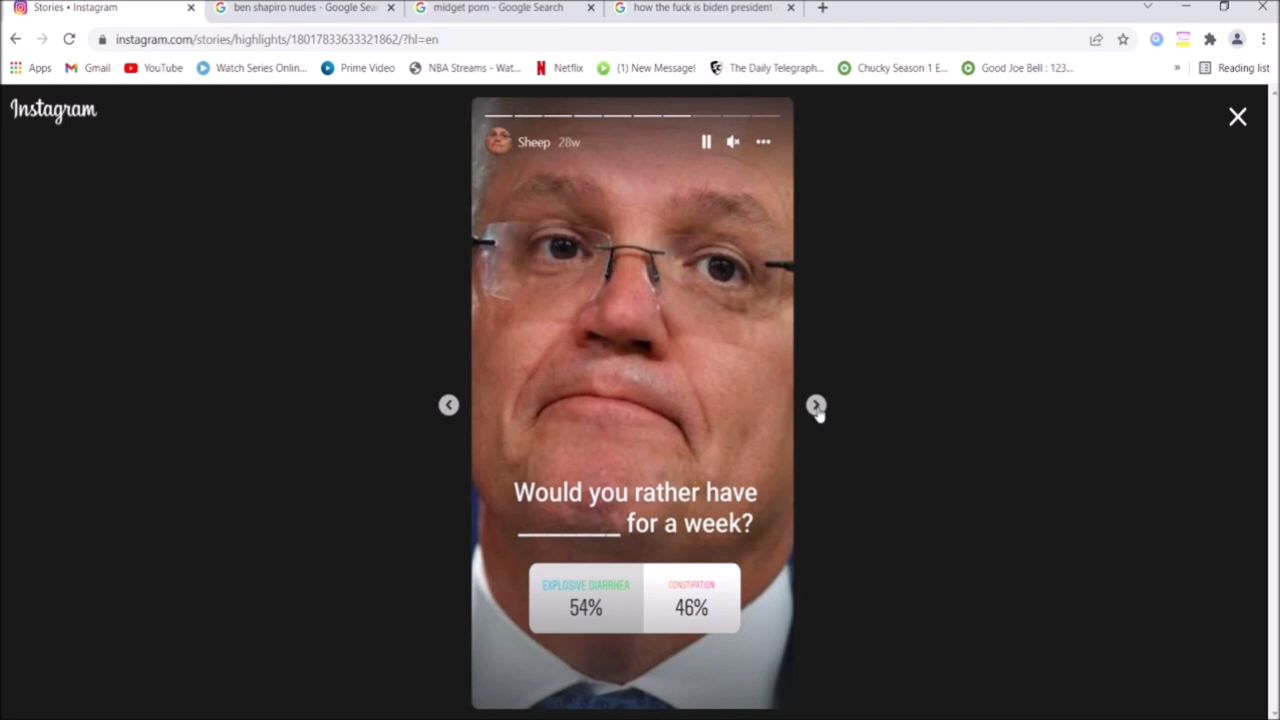 Stories • Instagram
ben shapiro nudes - Google Sea
midget porn - Google Search
how the fuck is biden president -
instagram.com/stories/highlights/18017833633321862/?hl=en
Apps Gmail YouTube Watch Series Onlin... Prime Video NBA Streams - Wat... Netflix (1) New Message! The Daily Telegraph... Chucky Season 1 E... Good Joe Bell : 123... » Reading list
Instagram
Sheep 28w
Would you rather have
_______ for a week?
EXPLOSIVE DIARRHEA CONSTIPATION
54% 46%